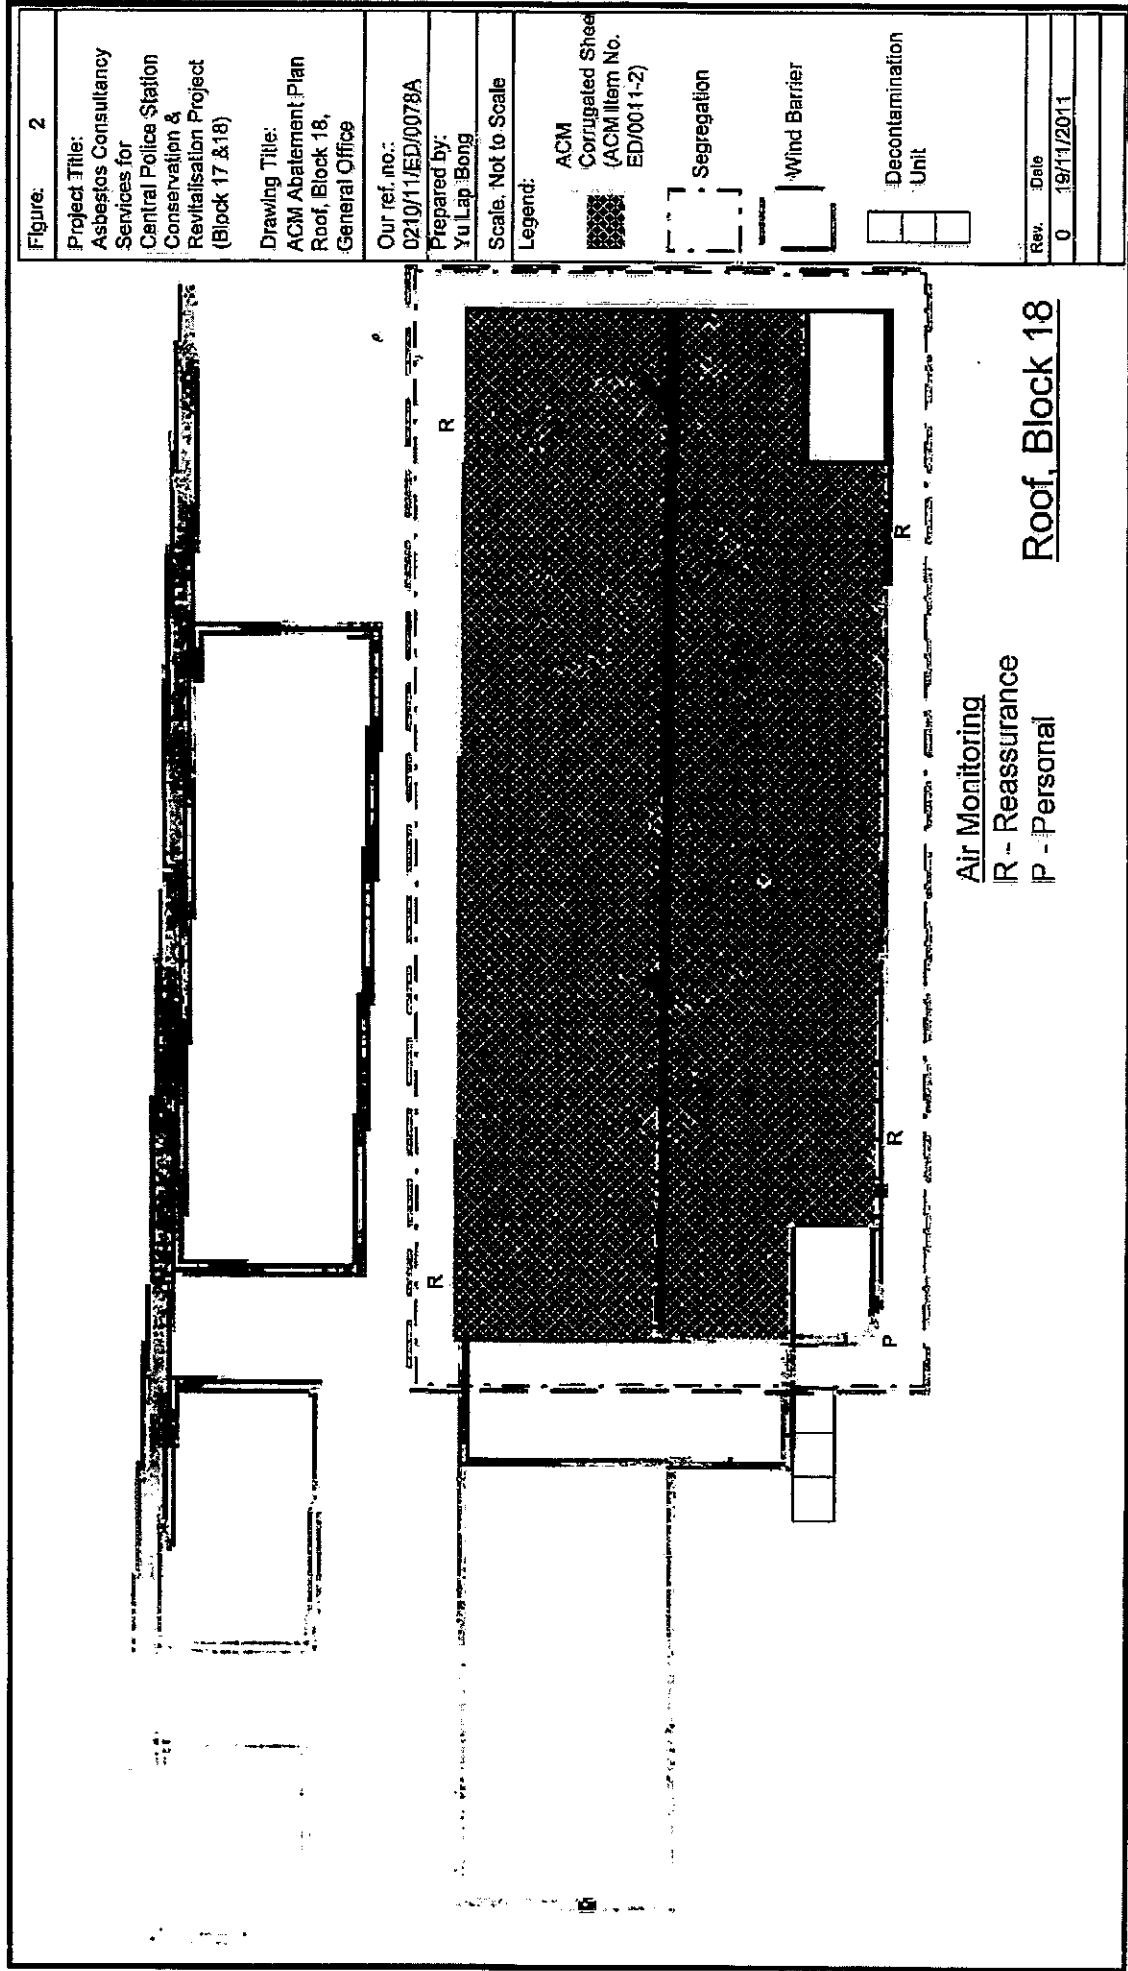 Figure: 2
Project Title:
Asbestos Consultancy
Services for
Central Police Station
Conservation &
Revitalisation Project
(Block 17 & 18)
Drawing Title:
ACM Abatement Plan
Roof, Block 18,
General Office
Our ref. no.:
0210/11/ED/0078A
Prepared by:
Yu Lap Bong
Scale: Not to Scale
Legend:
ACM
Corrugated Sheet
(ACM Item No.
ED/0011-2)
Segregation
Wind Barrier
Decontamination
Unit
Rev. Date
0 19/11/2011
R
R
R
R
P
Air Monitoring
R - Reassurance
P - Personal
Roof, Block 18